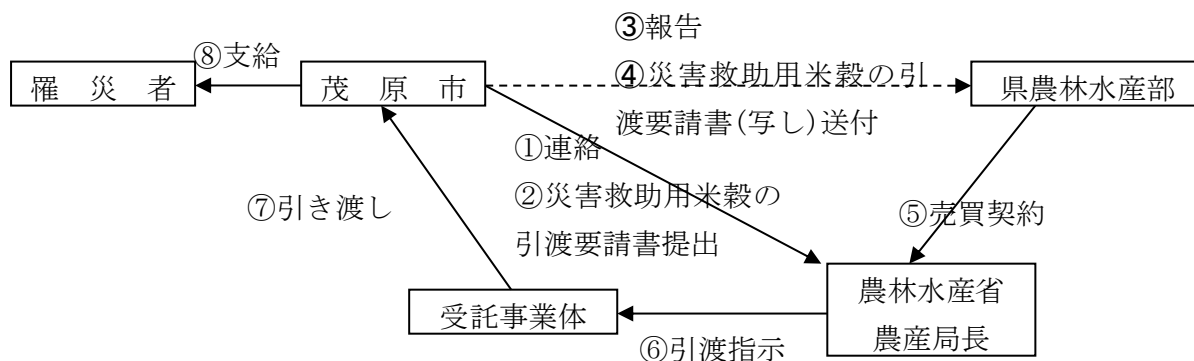 ③報告
⑧支給
④災害救助用米穀の引
罹災者
茂原市
県農林水産部
渡要請書(写し)送付
①連絡
②災害救助用米穀の
引渡要請書提出
⑦引き渡し
⑤売買契約
農林水産省
農産局長
受託事業体
⑥引渡指示